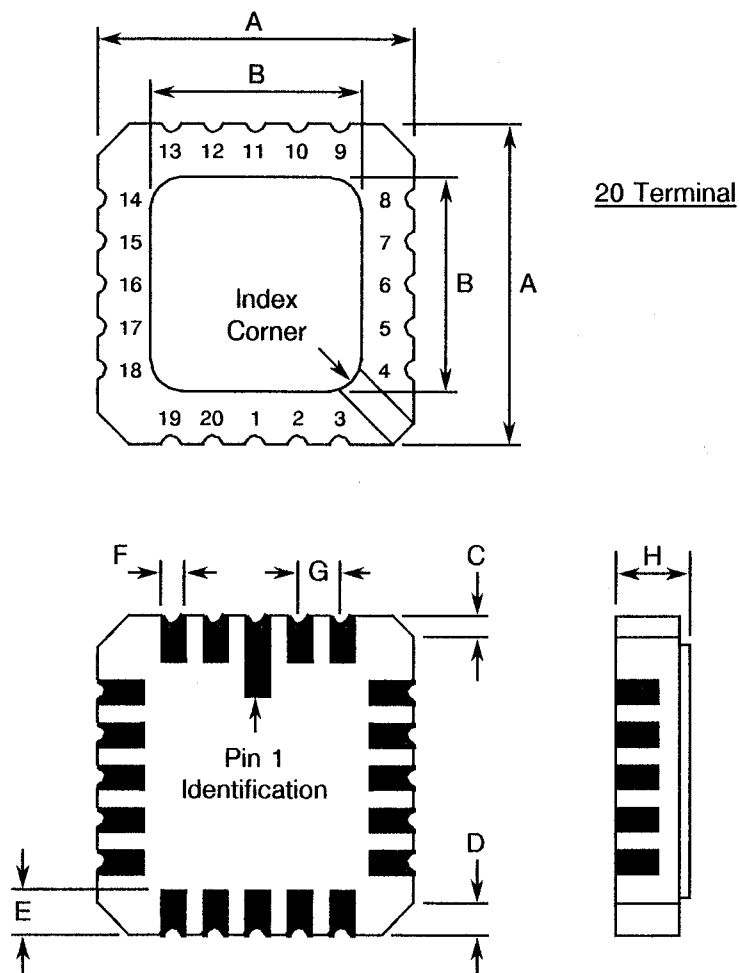 A
B
13 12 11 10 9
20 Terminal
14 8
15 7
16 6
17 5
18 4
B
A
Index
Corner
19 20 1 2 3
F
G
C
H
Pin 1
Identification
D
E